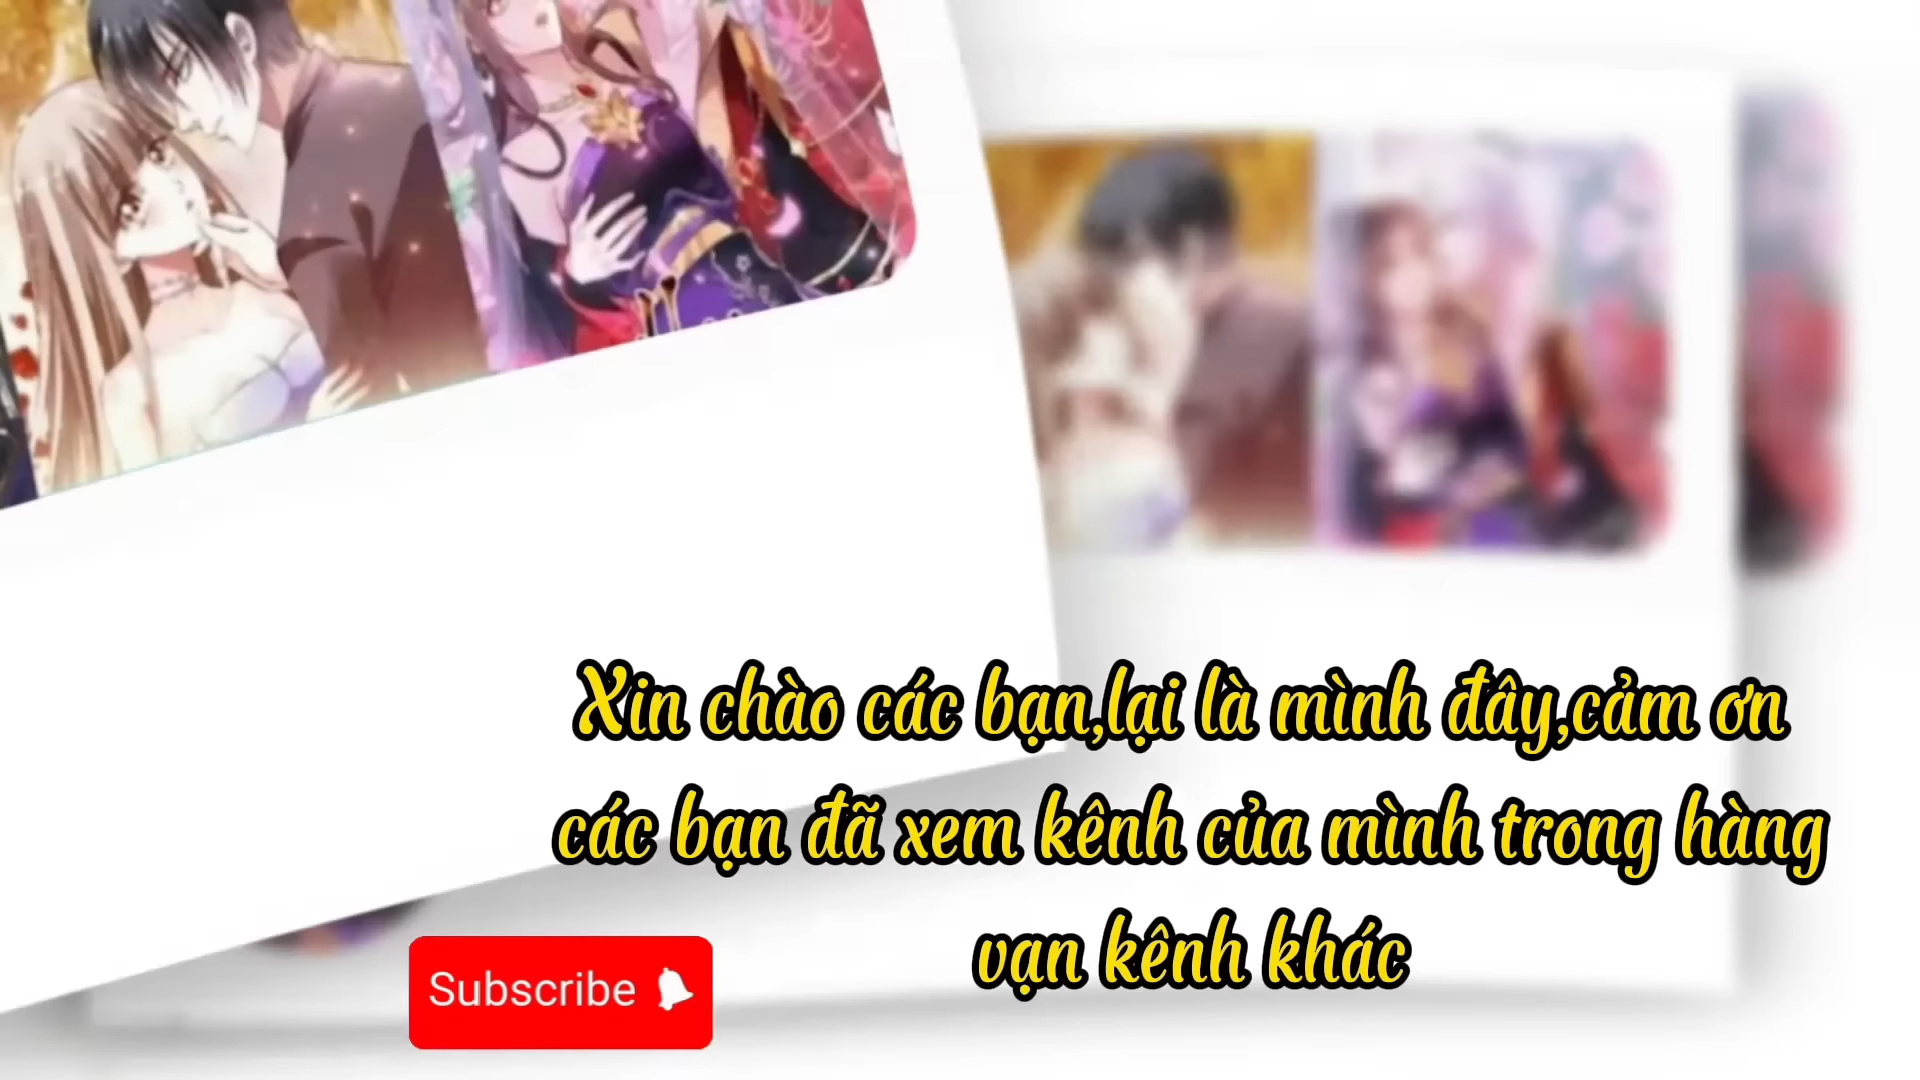 Xin chào các bạn,lại là mình đây,cảm ơn
các bạn đã xem kênh của mình trong hàng
vạn kênh khác
Subscribe